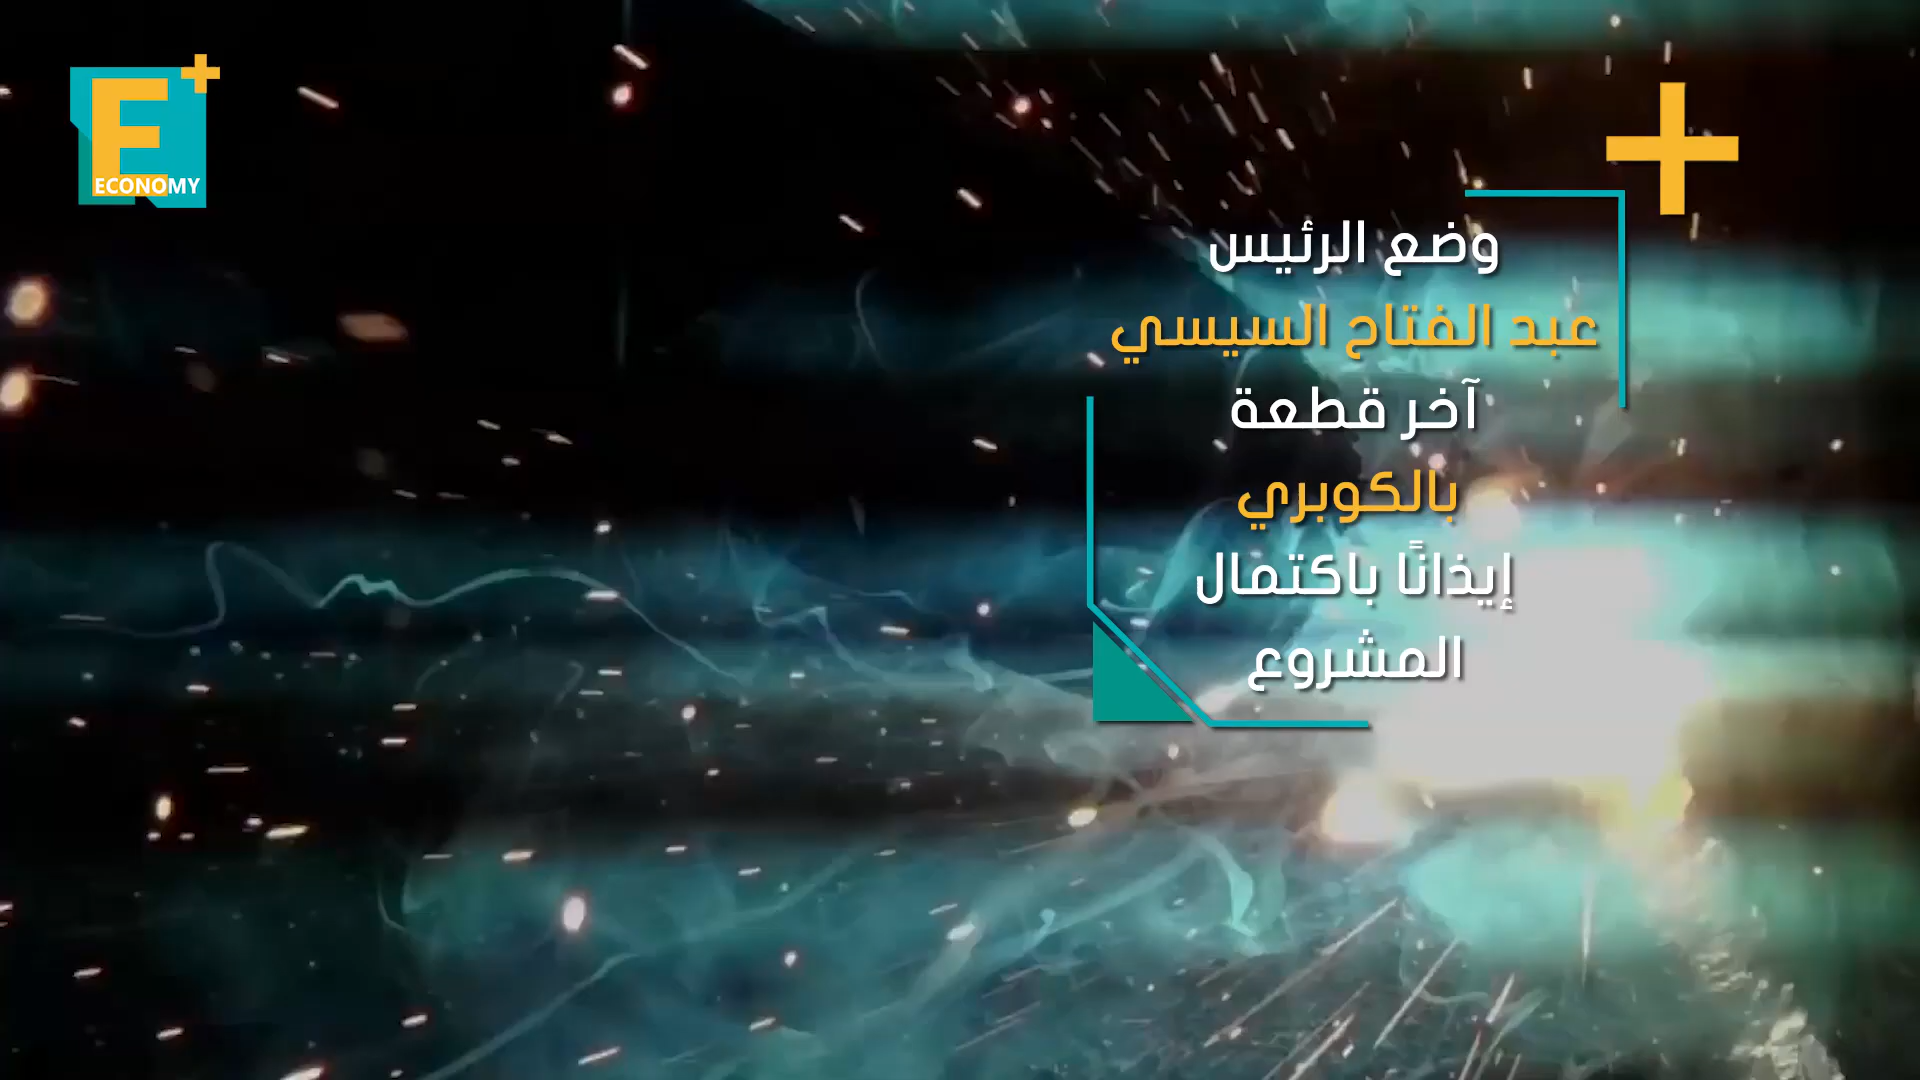 E+
ECONOMY
وضع الرئيس
عبد الفتاح السيسي
آخر قطعة
بالكوبري
إيذانًا باكتمال
المشروع